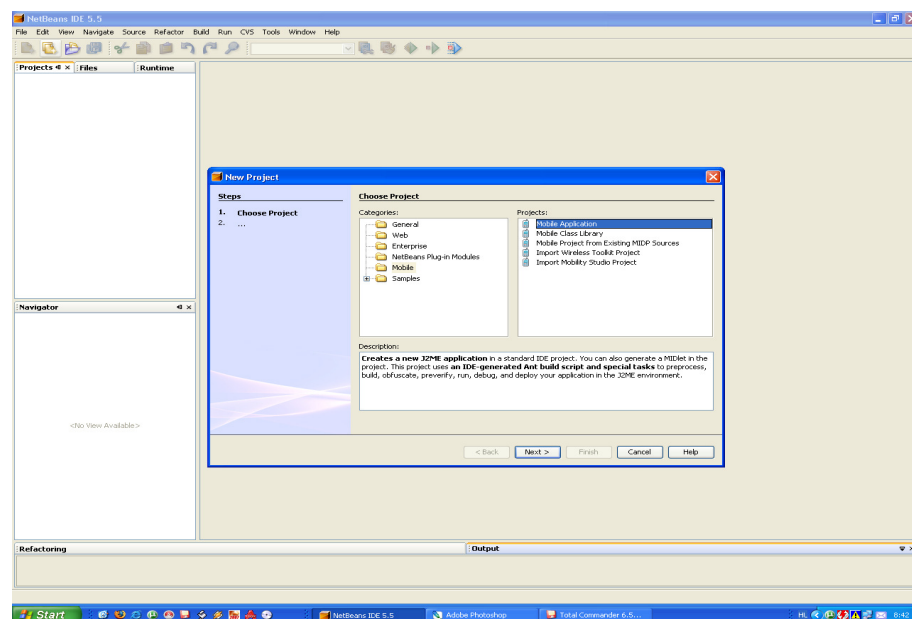 NetBeans IDE 5.5
File Edit View Navigate Source Refactor Build Run CVS Tools Window Help
Projects Files Runtime
New Project
Steps
1. Choose Project
2. ...
Choose Project
Categories:
General
Web
Enterprise
NetBeans Plug-in Modules
Mobile
Samples
Projects:
Mobile Application
Mobile Class Library
Mobile Project from Existing MIDP Sources
Import Wireless Toolkit Project
Import Mobility Studio Project
Description:
Creates a new J2ME application in a standard IDE project. You can also generate a MIDlet in the
project. This project uses an IDE-generated Ant build script and special tasks to preprocess,
build, obfuscate, preverify, run, debug, and deploy your application in the J2ME environment.
< Back Next > Finish Cancel Help
Navigator
<No View Available>
Refactoring
Output
Start NetBeans IDE 5.5 Adobe Photoshop Total Commander 6.5... 8:42